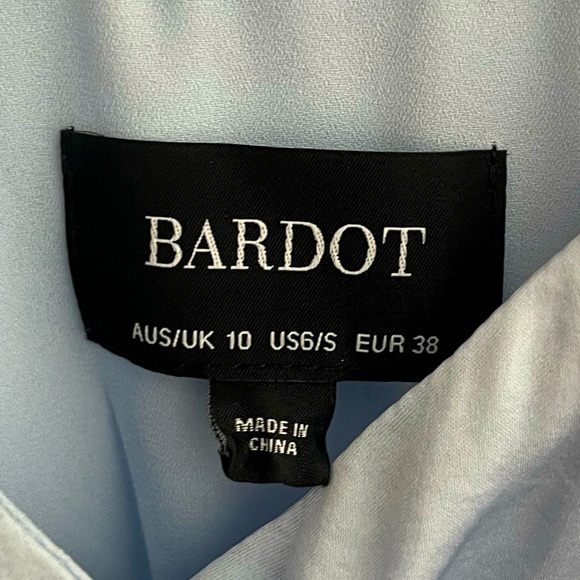 BARDOT
AUS/UK 10 US6/S EUR 38
MADE IN
CHINA